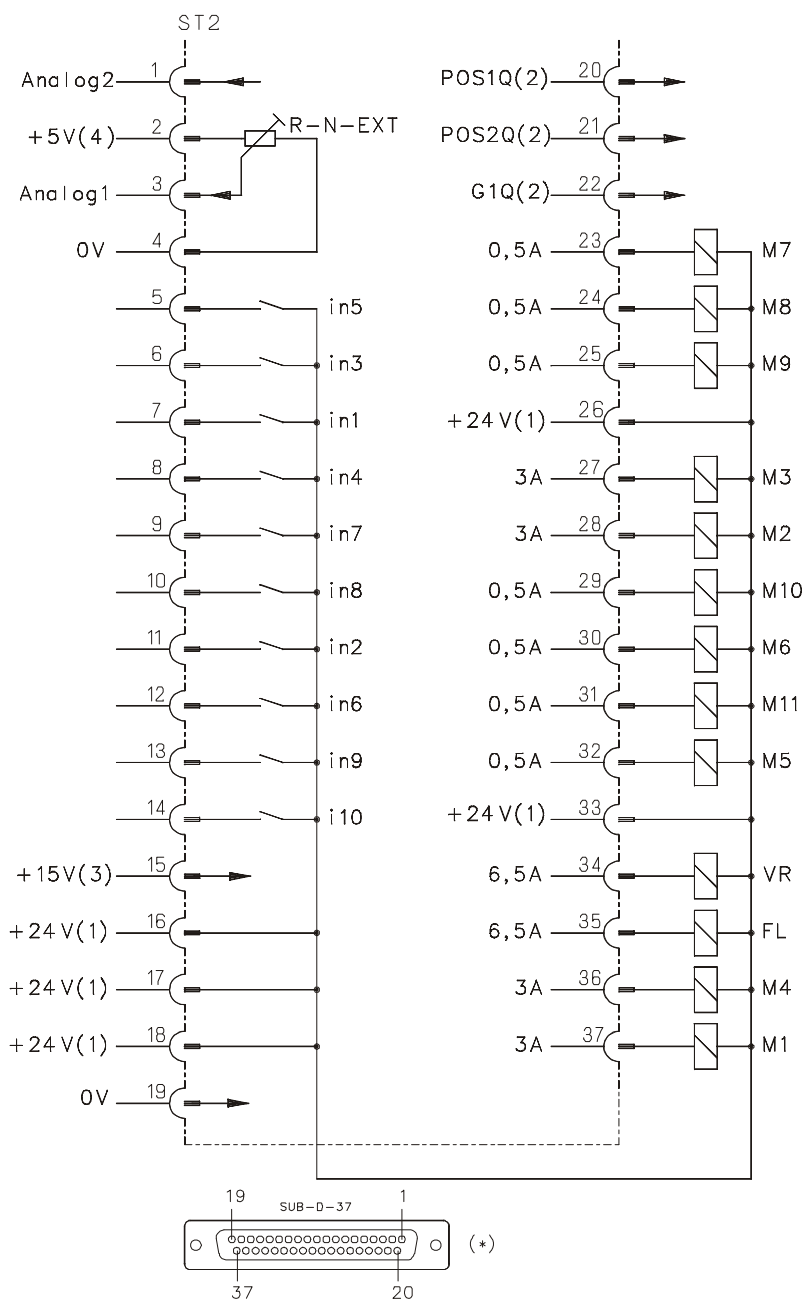 ST2
Analog2 1
+5V(4) 2 R-N-EXT
Analog1 3
0V 4
5 in5
6 in3
7 in1
8 in4
9 in7
10 in8
11 in2
12 in6
13 in9
14 i10
+15V(3) 15
+24V(1) 16
+24V(1) 17
+24V(1) 18
0V 19
POS1Q(2) 20
POS2Q(2) 21
G1Q(2) 22
0,5A 23 M7
0,5A 24 M8
0,5A 25 M9
+24V(1) 26
3A 27 M3
3A 28 M2
0,5A 29 M10
0,5A 30 M6
0,5A 31 M11
0,5A 32 M5
+24V(1) 33
6,5A 34 VR
6,5A 35 FL
3A 36 M4
3A 37 M1
19 SUB-D-37 1
(*)
37 20